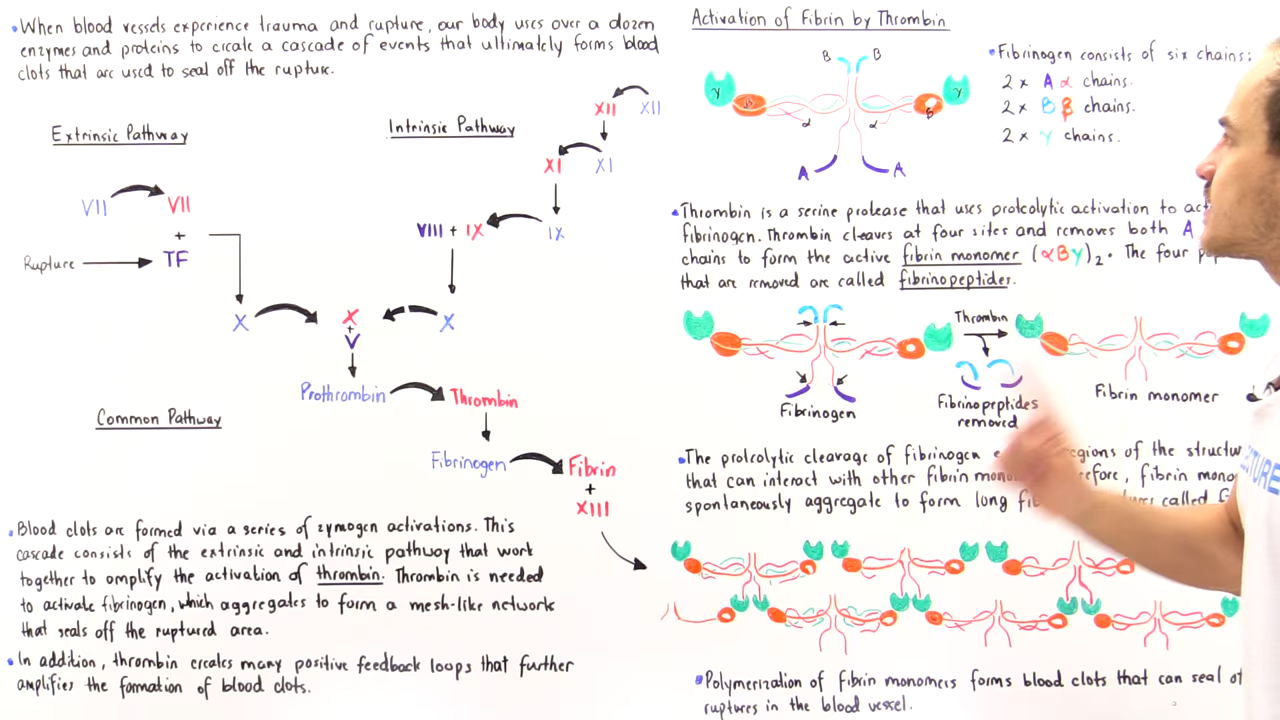 When blood vessels experience trauma and rupture, our body uses over a dozen
enzymes and proteins to create a cascade of events that ultimately forms blood
clots that are used to seal off the rupture.
Extrinsic Pathway
VII
VII
+
TF
Rupture
X
Intrinsic Pathway
XII
XII
XI
XI
VIII + IX
IX
X
X
+
V
Prothrombin
Thrombin
Common Pathway
Fibrinogen
Fibrin
+
XIII
Blood clots are formed via a series of zymogen activations. This
cascade consists of the extrinsic and intrinsic pathway that work
together to amplify the activation of thrombin. Thrombin is needed
to activate fibrinogen, which aggregates to form a mesh-like network
that seals off the ruptured area.
In addition, thrombin creates many positive feedback loops that further
amplifies the formation of blood clots.
Activation of Fibrin by Thrombin
B
B
γ
β
α
α
β
γ
A
A
Fibrinogen consists of six chains:
2 x A α chains.
2 x B β chains.
2 x γ chains.
Thrombin is a serine protease that uses proteolytic activation to
fibrinogen. Thrombin cleaves at four sites and removes both A
chains to form the active fibrin monomer (αβγ)2. The four
that are removed are called fibrinopeptides.
Thrombin
Fibrinogen
Fibrinopeptides
removed
Fibrin monomer
The proteolytic cleavage of fibrinogen regions of the
that can interact with other fibrin fibrin
spontaneously aggregate to form long called
Polymerization of fibrin monomers forms blood clots that can seal
ruptures in the blood vessel.